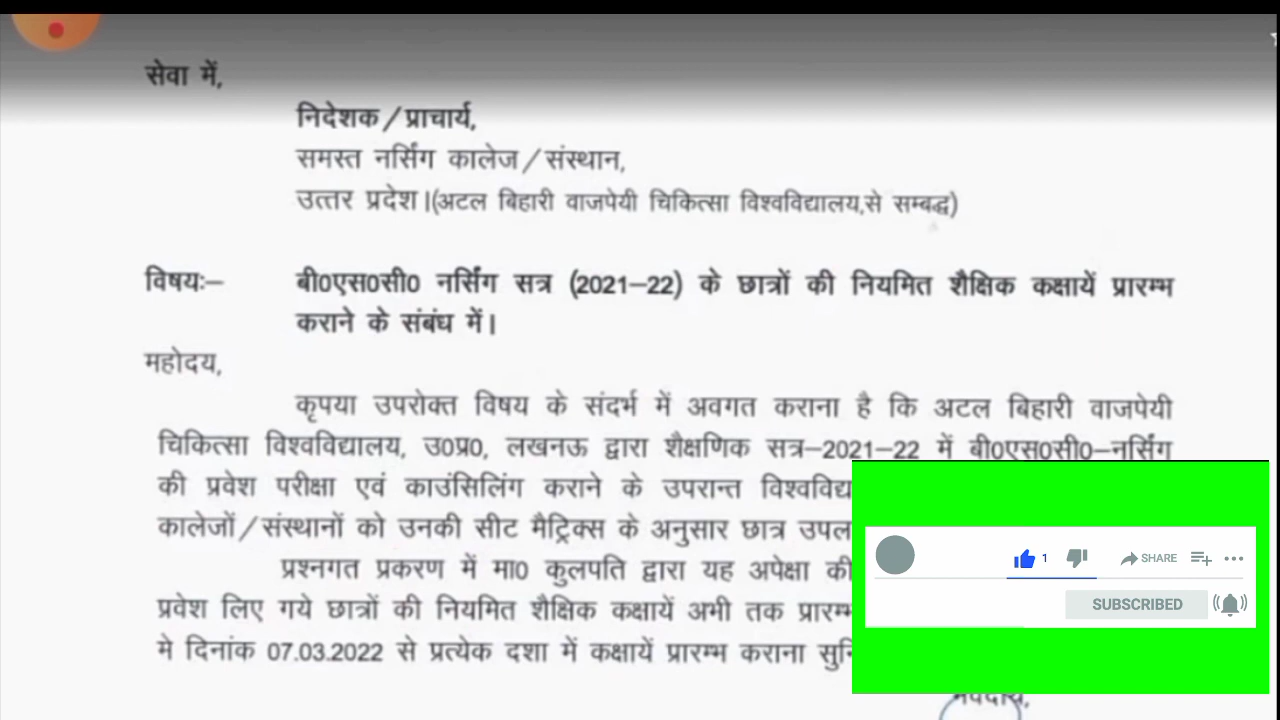 सेवा में,
निदेशक/प्राचार्य,
समस्त नर्सिंग कालेज/संस्थान,
उत्तर प्रदेश।(अटल बिहारी वाजपेयी चिकित्सा विश्वविद्यालय,से सम्बद्ध)
विषयः– बी0एस0सी0 नर्सिंग सत्र (2021–22) के छात्रों की नियमित शैक्षिक कक्षायें प्रारम्भ
कराने के संबंध में।
महोदय,
कृपया उपरोक्त विषय के संदर्भ में अवगत कराना है कि अटल बिहारी वाजपेयी
चिकित्सा विश्वविद्यालय, उ0प्र0, लखनऊ द्वारा शैक्षणिक सत्र–2021–22 में बी0एस0सी0–नर्सिंग
की प्रवेश परीक्षा एवं काउंसिलिंग कराने के उपरान्त
कालेजों/संस्थानों को उनकी सीट मैट्रिक्स के अनुसार छात्र
प्रश्नगत प्रकरण में मा0 कुलपति द्वारा यह अपेक्षा की
प्रवेश लिए गये छात्रों की नियमित शैक्षिक कक्षायें अभी तक
मे दिनांक 07.03.2022 से प्रत्येक दशा में कक्षायें प्रारम्भ कराना
1 SHARE
SUBSCRIBED